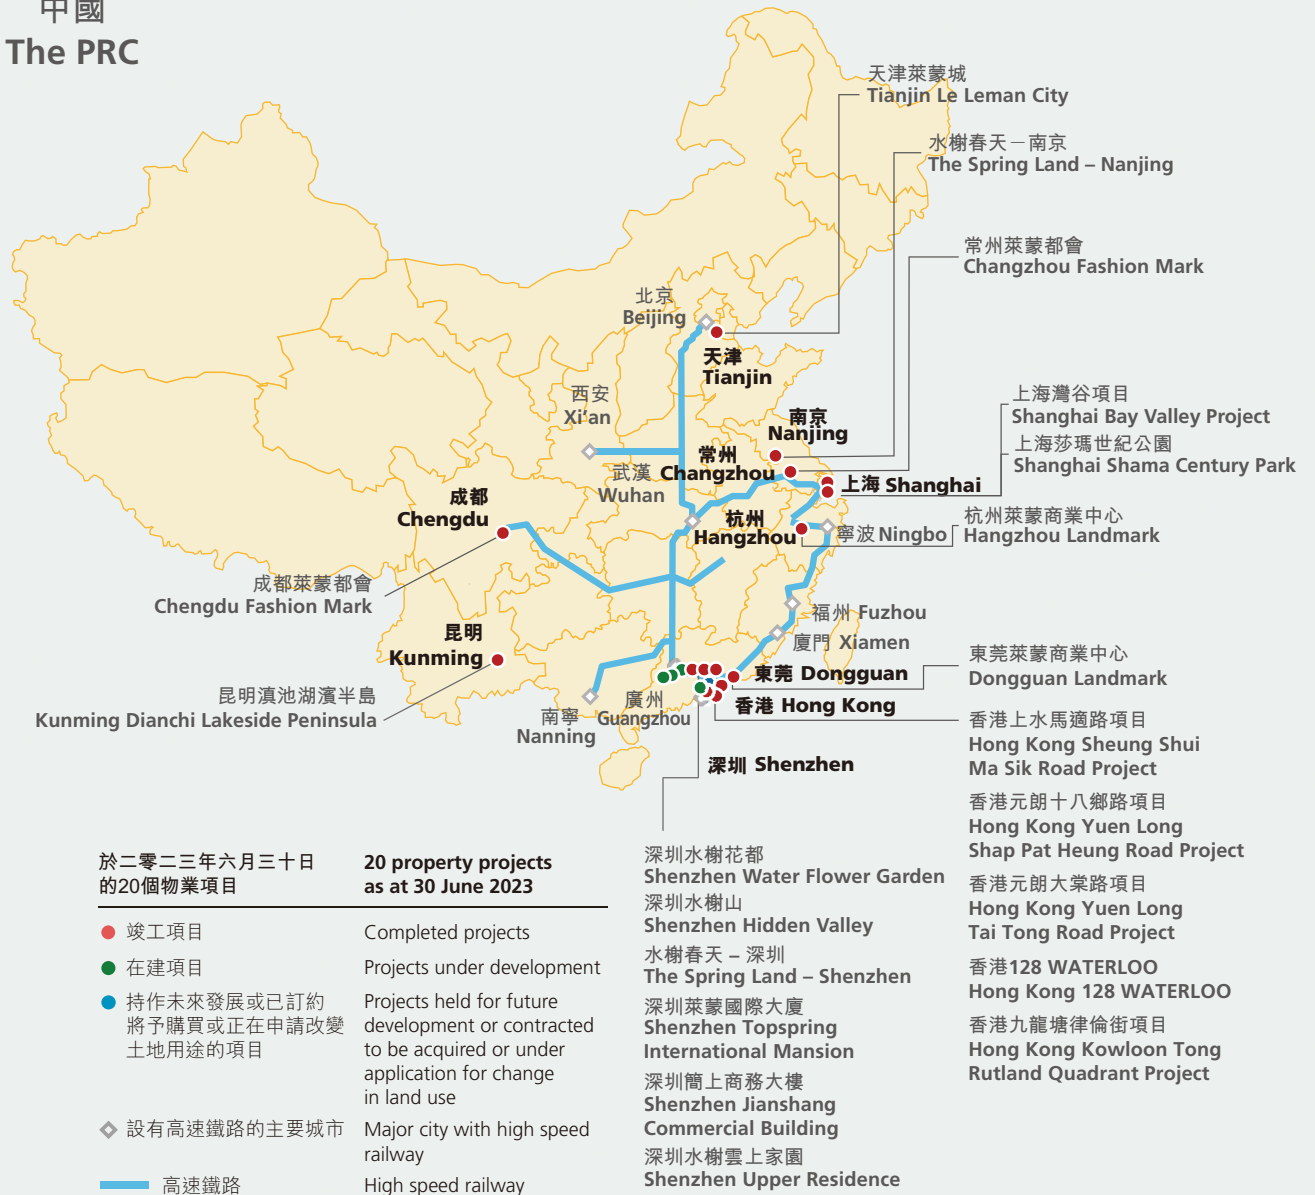 中國
The PRC
天津萊蒙城
Tianjin Le Leman City
水榭春天－南京
The Spring Land – Nanjing
常州萊蒙都會
Changzhou Fashion Mark
北京
Beijing
天津
Tianjin
西安
Xi’an
南京
Nanjing
上海灣谷項目
Shanghai Bay Valley Project
上海莎瑪世紀公園
Shanghai Shama Century Park
常州
Changzhou
武漢
Wuhan
上海 Shanghai
成都
Chengdu
杭州
Hangzhou
寧波 Ningbo
杭州萊蒙商業中心
Hangzhou Landmark
成都萊蒙都會
Chengdu Fashion Mark
福州 Fuzhou
廈門 Xiamen
昆明
Kunming
東莞 Dongguan
東莞萊蒙商業中心
Dongguan Landmark
昆明滇池湖濱半島
Kunming Dianchi Lakeside Peninsula
南寧
Nanning
廣州
Guangzhou
香港 Hong Kong
深圳 Shenzhen
香港上水馬適路項目
Hong Kong Sheung Shui
Ma Sik Road Project
香港元朗十八鄉路項目
Hong Kong Yuen Long
Shap Pat Heung Road Project
香港元朗大棠路項目
Hong Kong Yuen Long
Tai Tong Road Project
香港128 WATERLOO
Hong Kong 128 WATERLOO
香港九龍塘律倫街項目
Hong Kong Kowloon Tong
Rutland Quadrant Project
深圳水榭花都
Shenzhen Water Flower Garden
深圳水榭山
Shenzhen Hidden Valley
水榭春天 – 深圳
The Spring Land – Shenzhen
深圳萊蒙國際大廈
Shenzhen Topspring
International Mansion
深圳簡上商務大樓
Shenzhen Jianshang
Commercial Building
深圳水榭雲上家園
Shenzhen Upper Residence
於二零二三年六月三十日
的20個物業項目
20 property projects
as at 30 June 2023
竣工項目
Completed projects
在建項目
Projects under development
持作未來發展或已訂約
將予購買或正在申請改變
土地用途的項目
Projects held for future
development or contracted
to be acquired or under
application for change
in land use
設有高速鐵路的主要城市
Major city with high speed
railway
高速鐵路
High speed railway